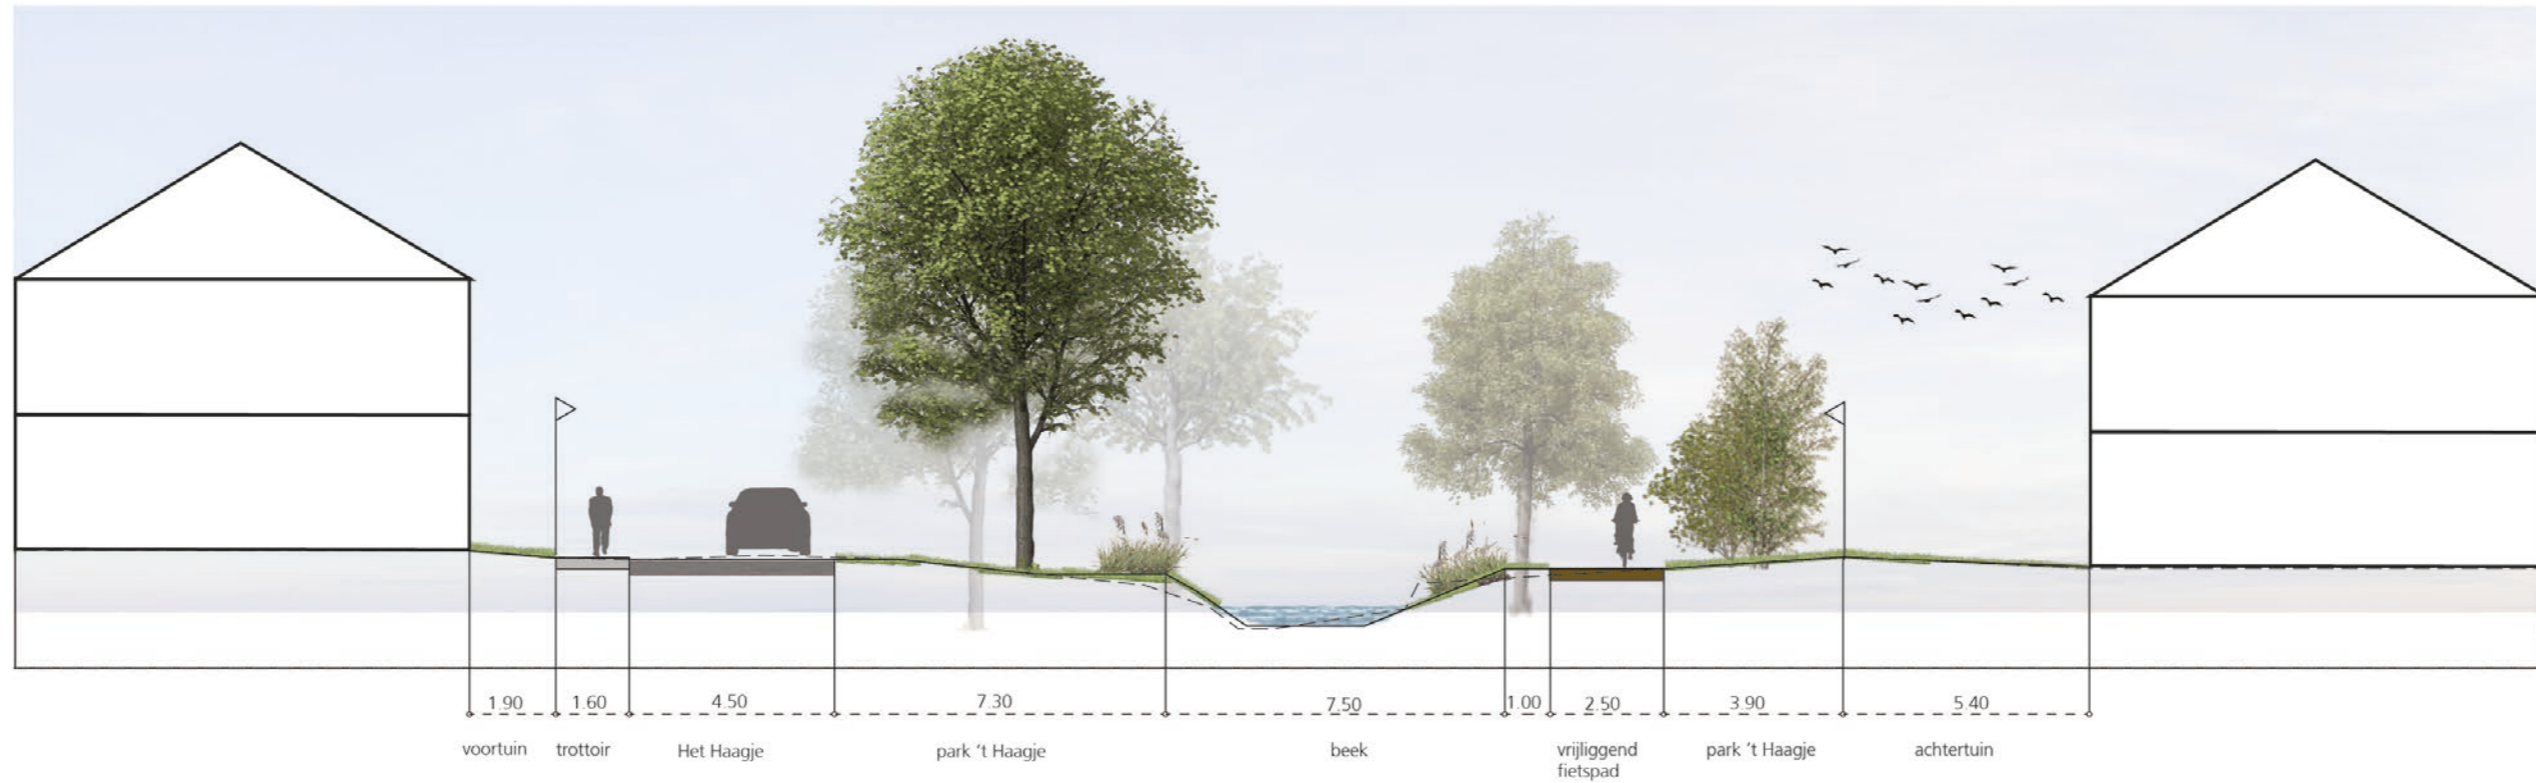 1.90 1.60 4.50 7.30 7.50 1.00 2.50 3.90 5.40
voortuin trottoir Het Haagje park ‘t Haagje beek vrijliggend park ‘t Haagje achtertuin
fietspad